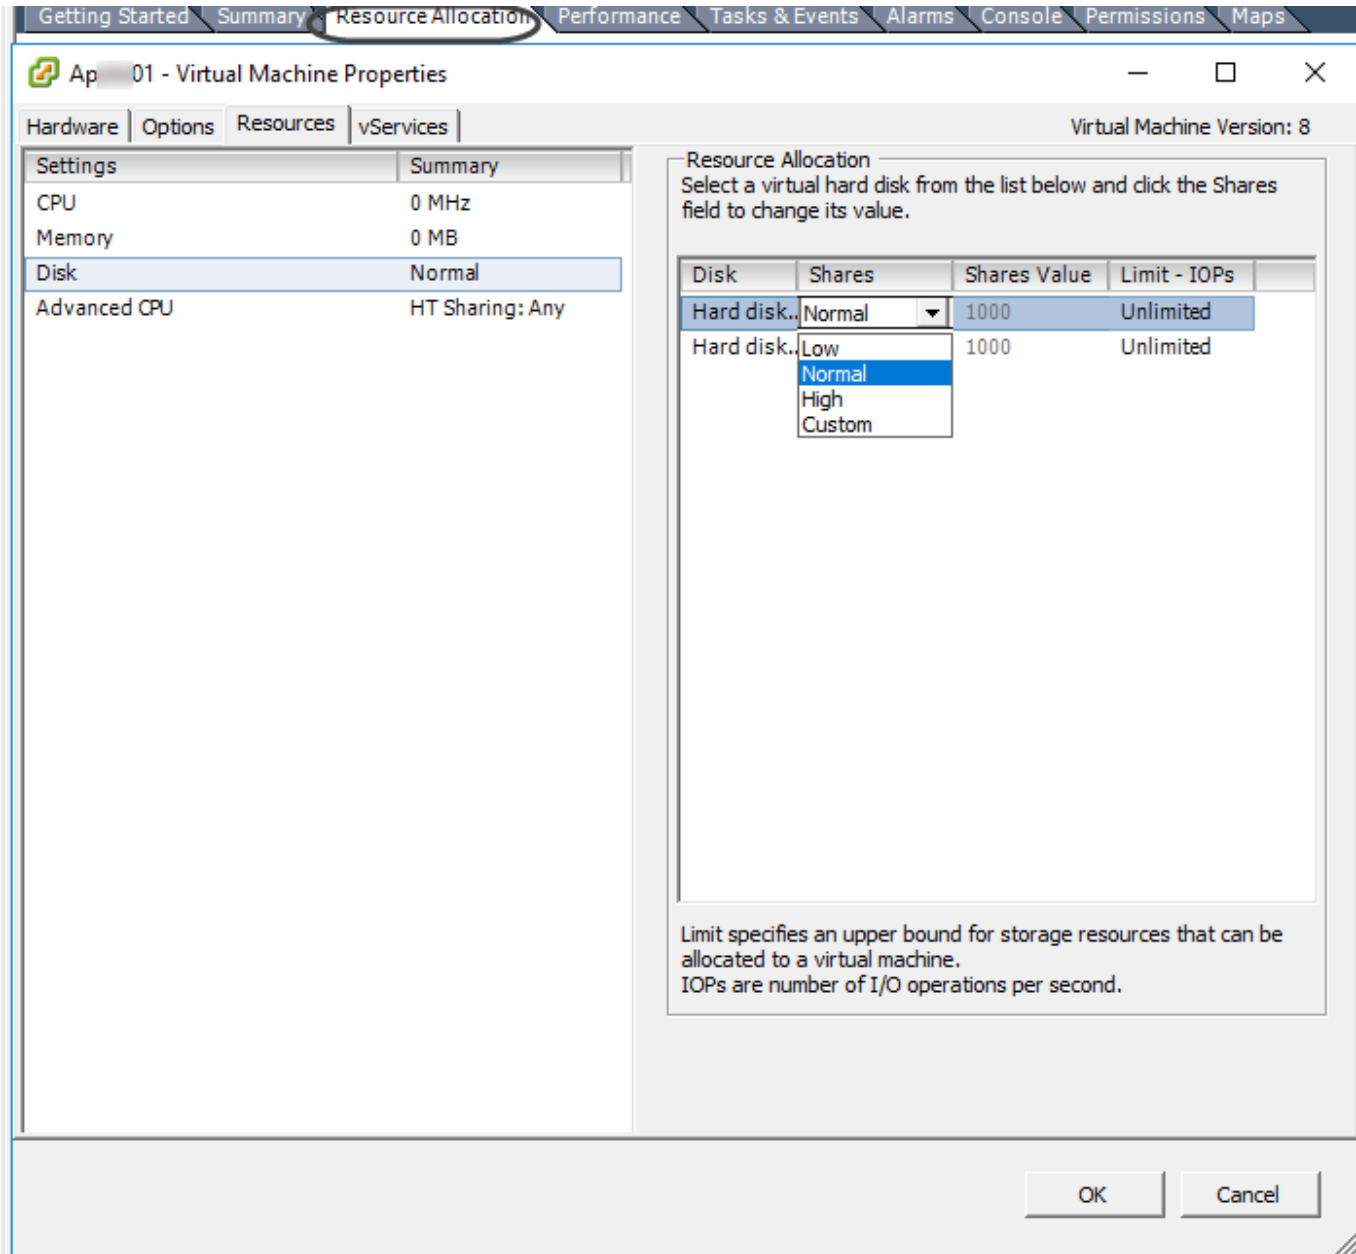 Getting Started Summary Resource Allocation Performance Tasks & Events Alarms Console Permissions Maps
Ap 01 - Virtual Machine Properties
Hardware Options Resources vServices Virtual Machine Version: 8
Settings Summary
CPU 0 MHz
Memory 0 MB
Disk Normal
Advanced CPU HT Sharing: Any
Resource Allocation
Select a virtual hard disk from the list below and click the Shares
field to change its value.
Disk Shares Shares Value Limit - IOPs
Hard disk.. Normal 1000 Unlimited
Hard disk.. Low 1000 Unlimited
Normal
High
Custom
Limit specifies an upper bound for storage resources that can be
allocated to a virtual machine.
IOPs are number of I/O operations per second.
OK Cancel